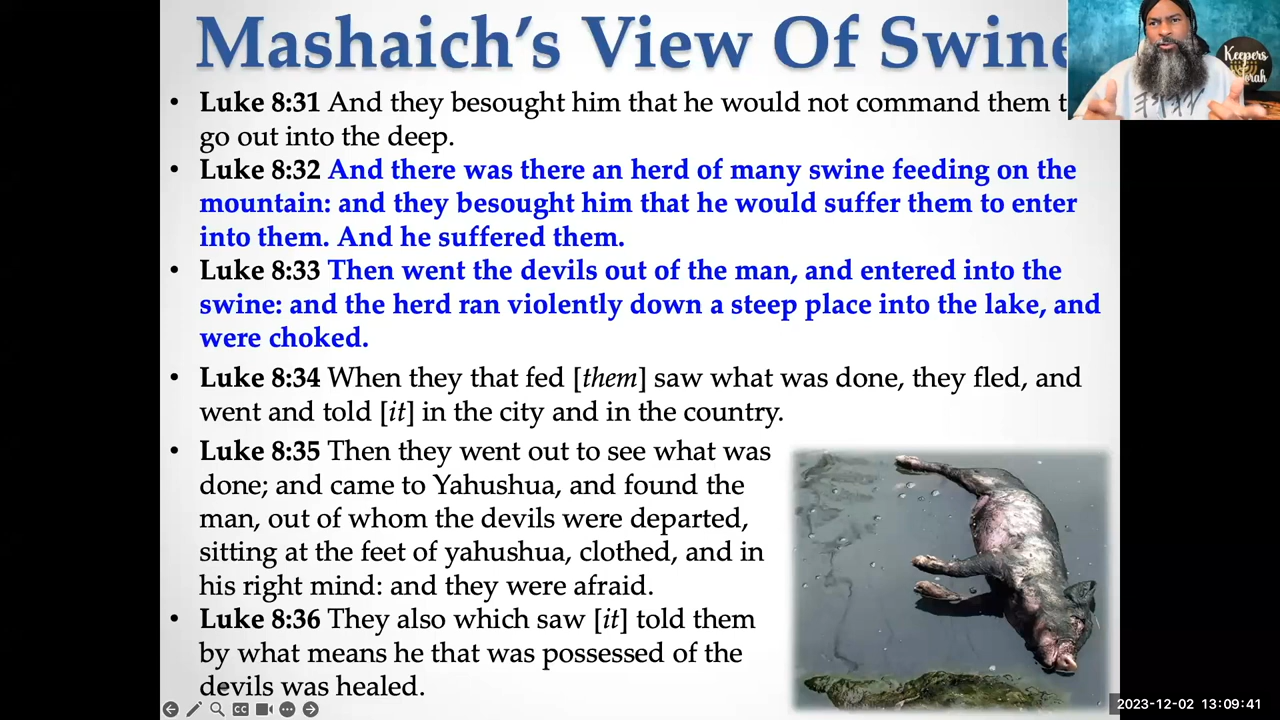 Mashaich's View Of Swine
Keepers
• Luke 8:31 And they besought him that he would not command them
go out into the deep.
• Luke 8:32 And there was there an herd of many swine feeding on the
mountain: and they besought him that he would suffer them to enter
into them. And he suffered them.
• Luke 8:33 Then went the devils out of the man, and entered into the
swine: and the herd ran violently down a steep place into the lake, and
were choked.
• Luke 8:34 When they that fed [them] saw what was done, they fled, and
went and told [it] in the city and in the country.
• Luke 8:35 Then they went out to see what was
done; and came to Yahushua, and found the
man, out of whom the devils were departed,
sitting at the feet of yahushua, clothed, and in
his right mind: and they were afraid.
• Luke 8:36 They also which saw [it] told them
by what means he that was possessed of the
devils was healed.
CC
2023-12-02 13:09:41